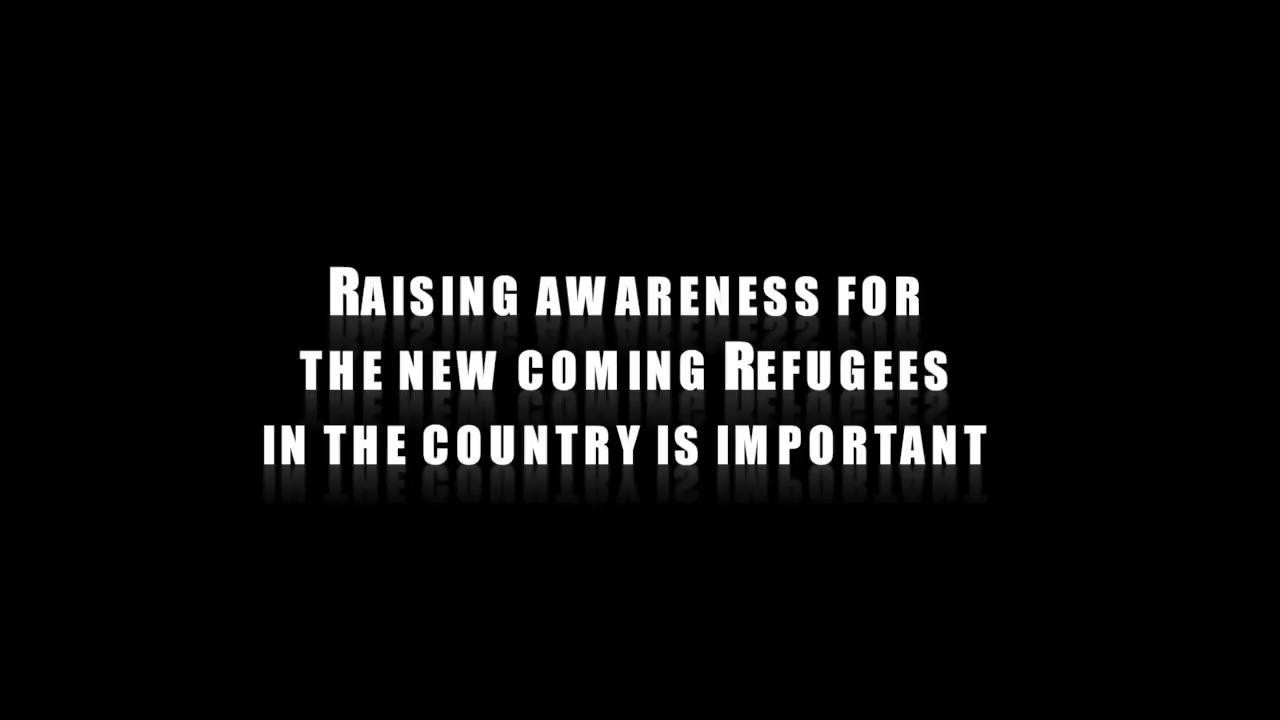 Raising awareness for
the new coming Refugees
in the country is important